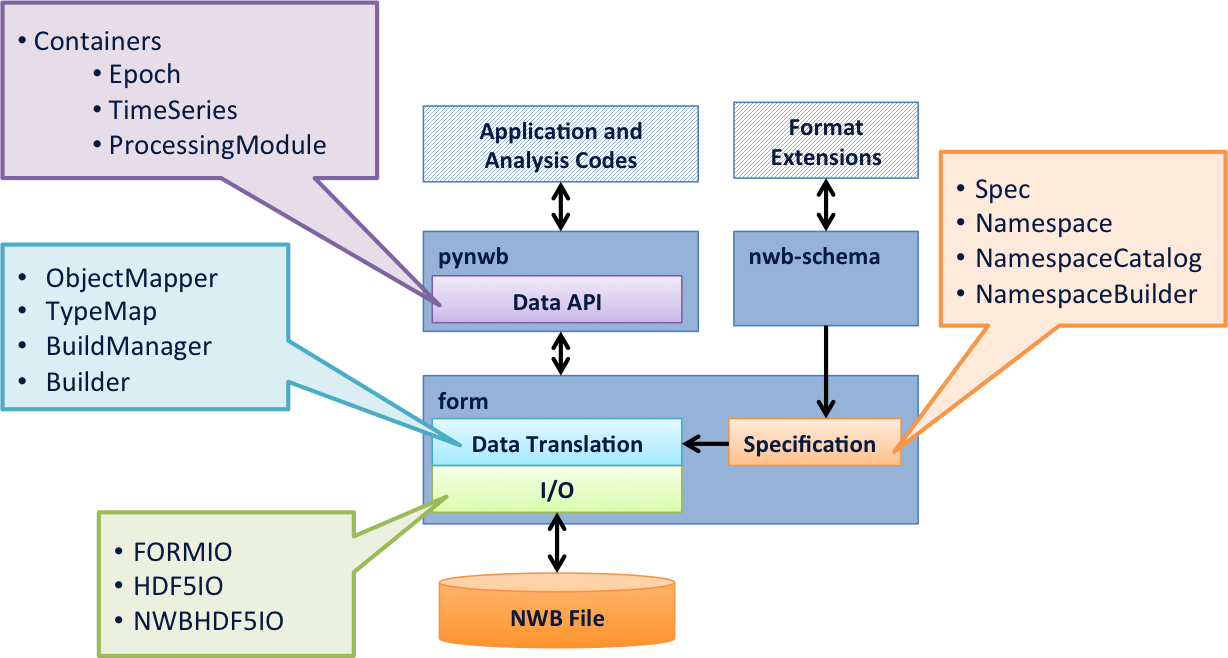 • Containers
• Epoch
• TimeSeries
• ProcessingModule
Application and
Analysis Codes
Format
Extensions
• Spec
• Namespace
• NamespaceCatalog
• NamespaceBuilder
pynwb
Data API
nwb-schema
• ObjectMapper
• TypeMap
• BuildManager
• Builder
form
Data Translation
Specification
I/O
• FORMIO
• HDF5IO
• NWBHDF5IO
NWB File